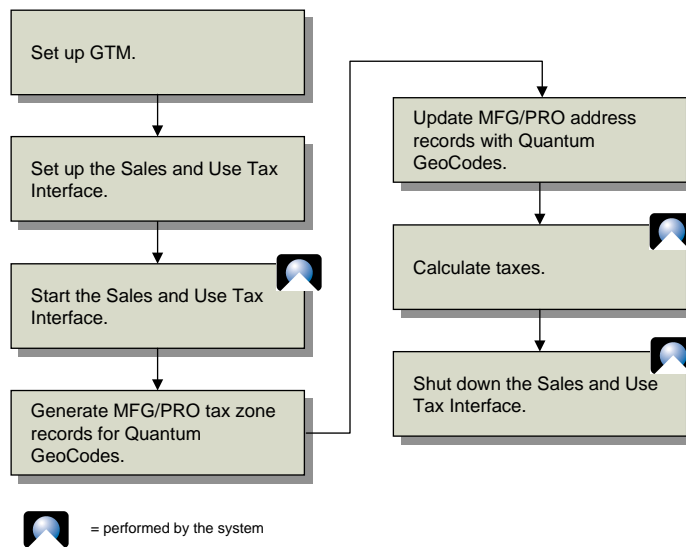 Set up GTM.
Set up the Sales and Use Tax
Interface.
Start the Sales and Use Tax
Interface.
Generate MFG/PRO tax zone
records for Quantum
GeoCodes.
Update MFG/PRO address
records with Quantum
GeoCodes.
Calculate taxes.
Shut down the Sales and Use
Tax Interface.
= performed by the system